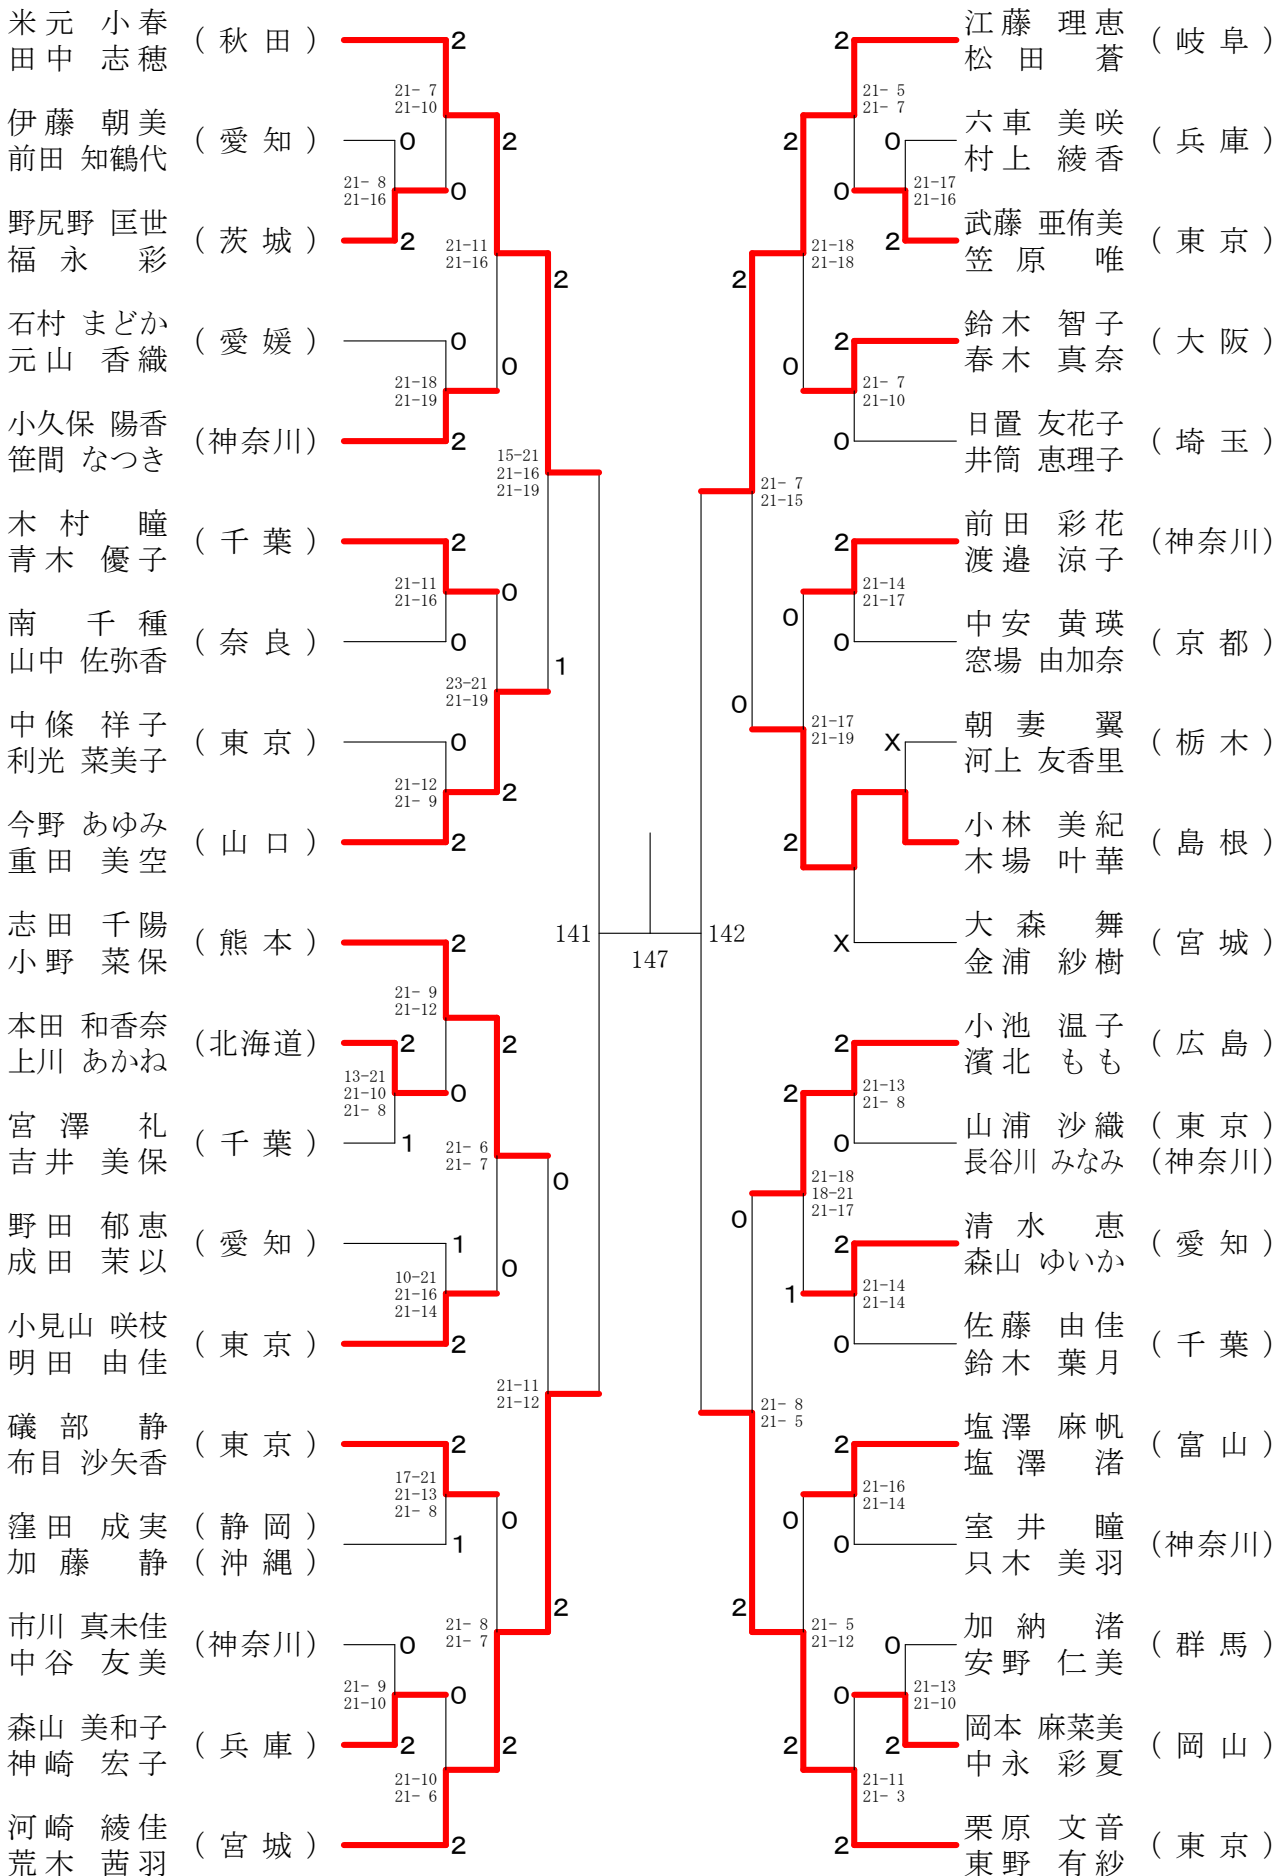 米元 小春
田中 志穂
(秋田)
2
21- 7
21-10
伊藤 朝美
前田 知鶴代
(愛知)
0
2
21- 8
21-16
0
野尻野 匡世
福永 彩
(茨城)
2
21-11
21-16
2
石村 まどか
元山 香織
(愛媛)
0
0
21-18
21-19
小久保 陽香
笹間 なつき
(神奈川)
2
15-21
21-16
21-19
木村 瞳
青木 優子
(千葉)
2
21-11
21-16
0
南 千種
山中 佐弥香
(奈良)
0
1
23-21
21-19
中條 祥子
利光 菜美子
(東京)
0
21-12
21- 9
2
今野 あゆみ
重田 美空
(山口)
2
志田 千陽
小野 菜保
(熊本)
2
141
21- 9
21-12
本田 和香奈
上川 あかね
(北海道)
2
2
13-21
21-10
21- 8
0
宮澤 礼
吉井 美保
(千葉)
1
21- 6
21- 7
0
野田 郁恵
成田 茉以
(愛知)
1
0
10-21
21-16
21-14
小見山 咲枝
明田 由佳
(東京)
2
21-11
21-12
礒部 静
布目 沙矢香
(東京)
2
17-21
21-13
21- 8
0
窪田 成実
加藤 静
(静岡)
(沖縄)
1
2
市川 真未佳
中谷 友美
(神奈川)
0
21- 8
21- 7
21- 9
21-10
0
森山 美和子
神崎 宏子
(兵庫)
2
2
21-10
21- 6
河崎 綾佳
荒木 茜羽
(宮城)
2
147
2
江藤 理恵
松田 蒼
(岐阜)
21- 5
21- 7
2
0
六車 美咲
村上 綾香
(兵庫)
0
21-17
21-16
2
武藤 亜侑美
笠原 唯
(東京)
21-18
21-18
2
2
鈴木 智子
春木 真奈
(大阪)
0
21- 7
21-10
0
日置 友花子
井筒 恵理子
(埼玉)
21- 7
21-15
2
前田 彩花
渡邉 涼子
(神奈川)
21-14
21-17
0
0
中安 黄瑛
窓場 由加奈
(京都)
0
21-17
21-19
X
朝妻 翼
河上 友香里
(栃木)
2
小林 美紀
木場 叶華
(島根)
142
X
大森 舞
金浦 紗樹
(宮城)
2
小池 温子
濱北 もも
(広島)
2
21-13
21- 8
0
山浦 沙織
長谷川 みなみ
(東京)
(神奈川)
21-18
18-21
21-17
0
2
清水 恵
森山 ゆいか
(愛知)
1
21-14
21-14
0
佐藤 由佳
鈴木 葉月
(千葉)
21- 8
21- 5
2
塩澤 麻帆
塩澤 渚
(富山)
21-16
21-14
0
0
室井 瞳
只木 美羽
(神奈川)
2
21- 5
21-12
0
加納 渚
安野 仁美
(群馬)
0
21-13
21-10
2
2
岡本 麻菜美
中永 彩夏
(岡山)
21-11
21- 3
2
栗原 文音
東野 有紗
(東京)